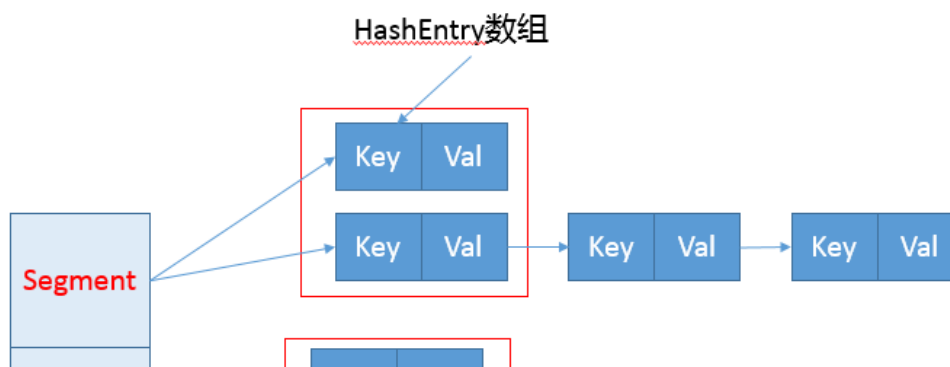 HashEntry数组
Key Val
Key Val Key Val Key Val
Segment